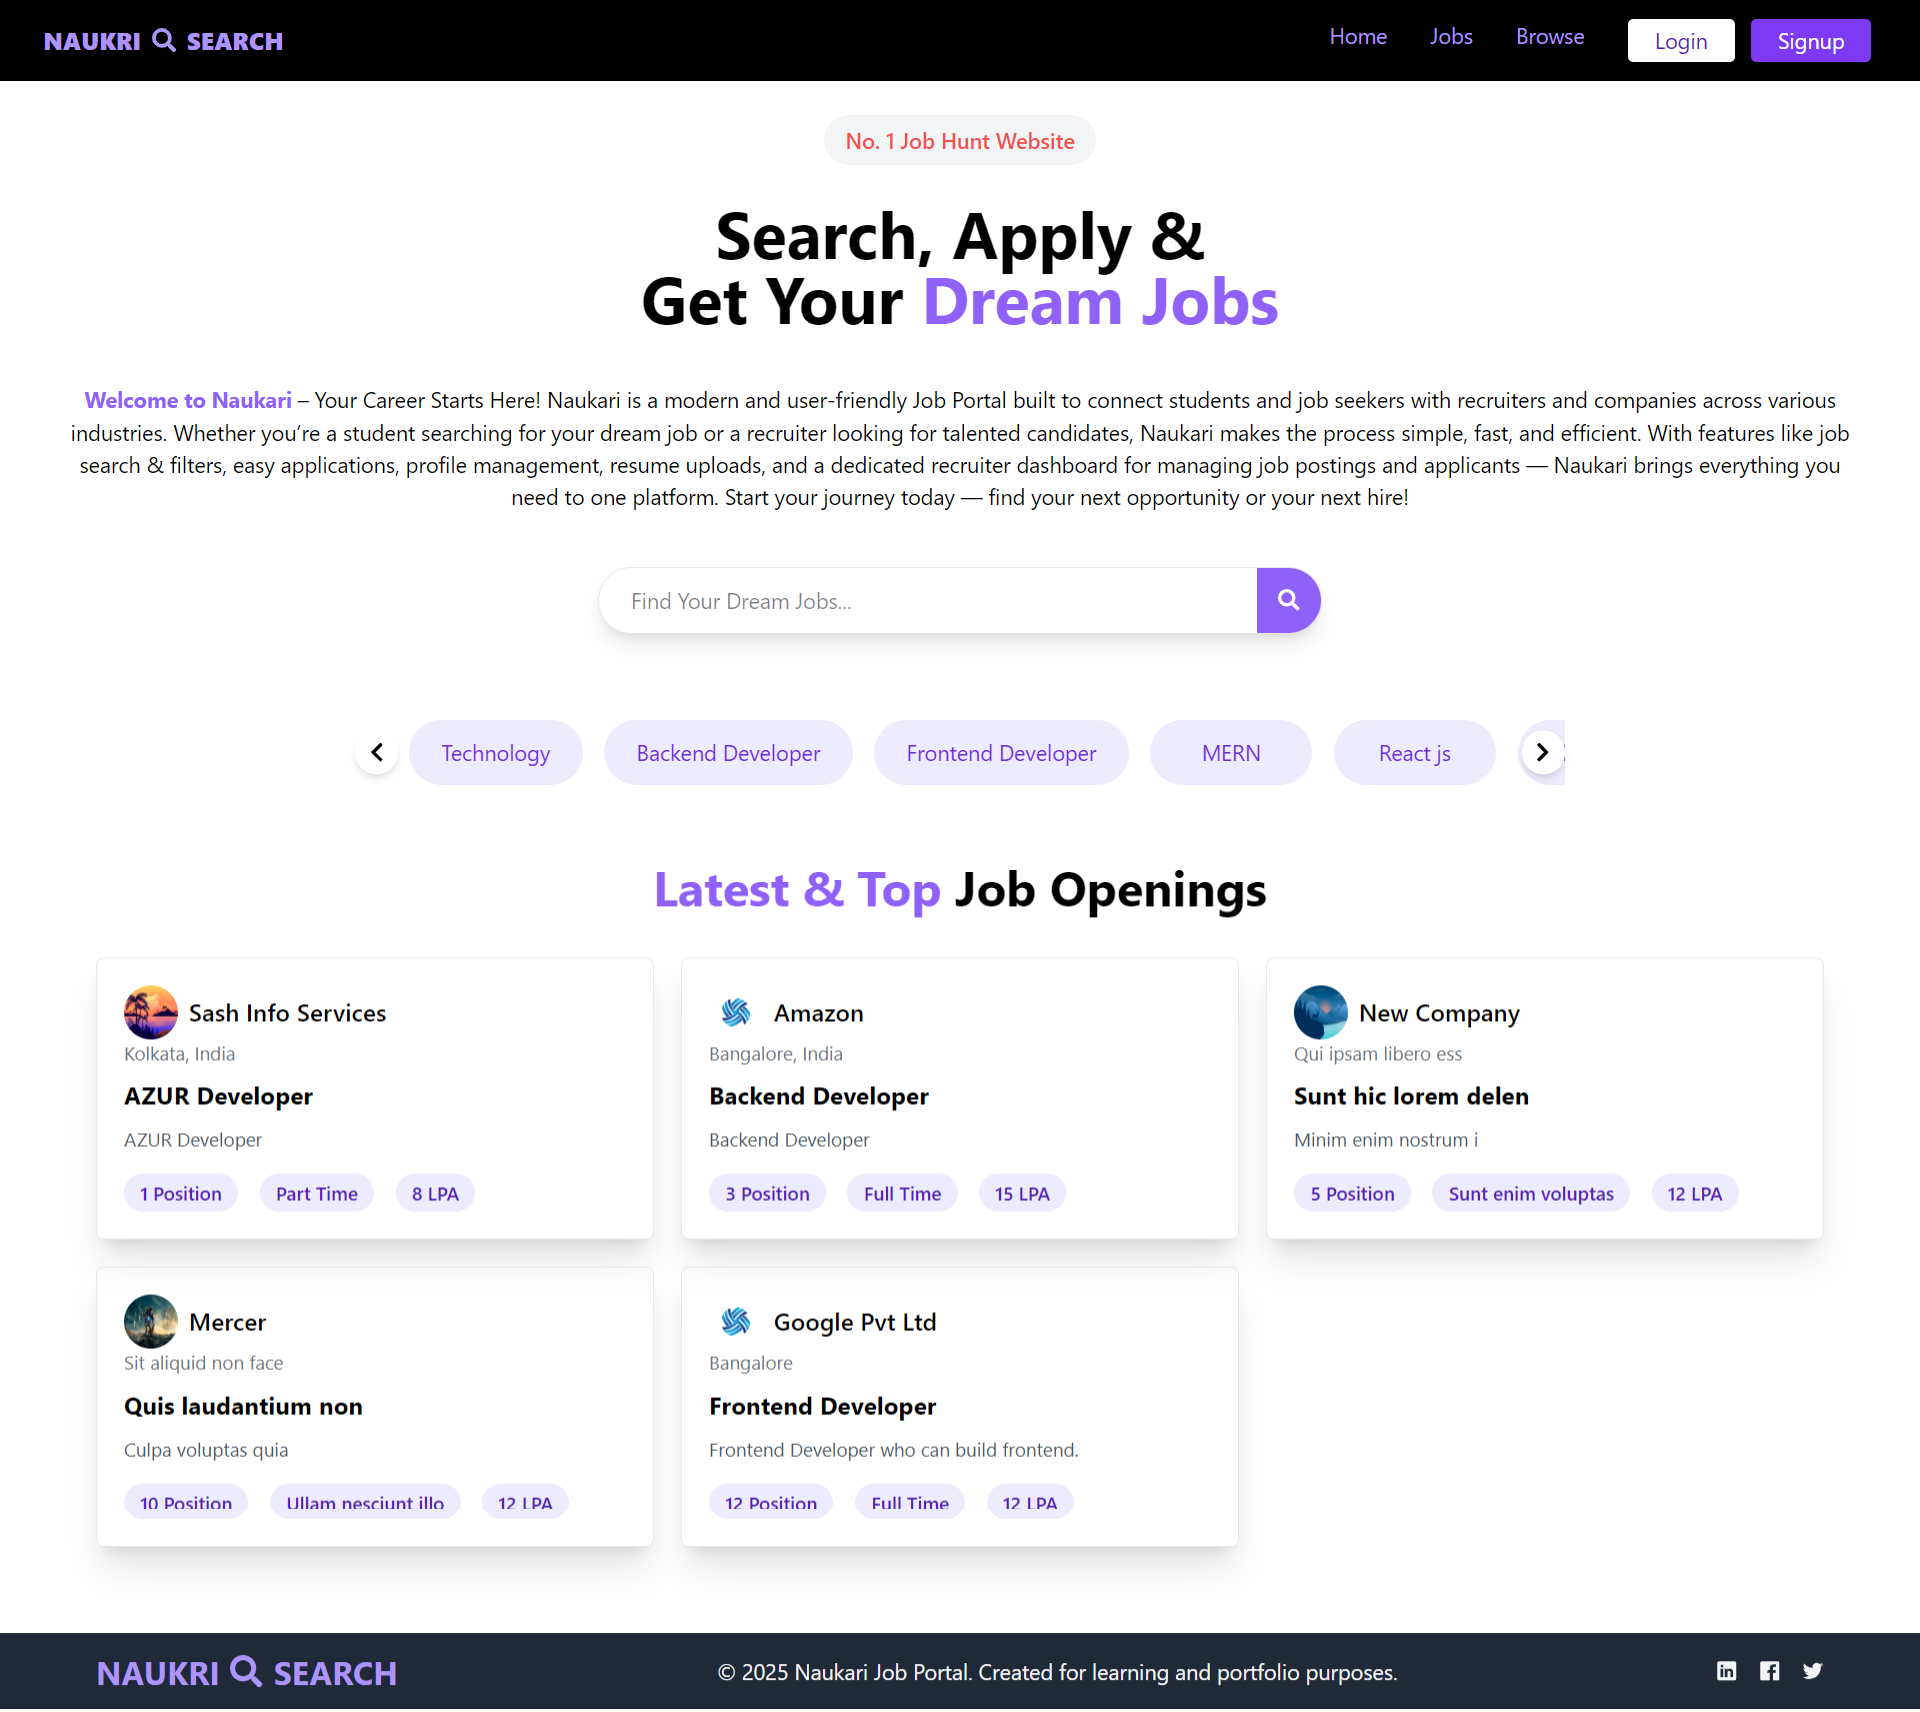 NAUKRI SEARCH
Home Jobs Browse Login Signup
No. 1 Job Hunt Website
Search, Apply &
Get Your Dream Jobs
Welcome to Naukari – Your Career Starts Here! Naukari is a modern and user-friendly Job Portal built to connect students and job seekers with recruiters and companies across various
industries. Whether you’re a student searching for your dream job or a recruiter looking for talented candidates, Naukari makes the process simple, fast, and efficient. With features like job
search & filters, easy applications, profile management, resume uploads, and a dedicated recruiter dashboard for managing job postings and applicants — Naukari brings everything you
need to one platform. Start your journey today — find your next opportunity or your next hire!
Find Your Dream Jobs...
Technology Backend Developer Frontend Developer MERN React js
Latest & Top Job Openings
Sash Info Services
Kolkata, India
AZUR Developer
AZUR Developer
1 Position Part Time 8 LPA
Amazon
Bangalore, India
Backend Developer
Backend Developer
3 Position Full Time 15 LPA
New Company
Qui ipsam libero ess
Sunt hic lorem delen
Minim enim nostrum i
5 Position Sunt enim voluptas 12 LPA
Mercer
Sit aliquid non face
Quis laudantium non
Culpa voluptas quia
10 Position Ullam nesciunt illo 12 LPA
Google Pvt Ltd
Bangalore
Frontend Developer
Frontend Developer who can build frontend.
12 Position Full Time 12 LPA
NAUKRI SEARCH
© 2025 Naukari Job Portal. Created for learning and portfolio purposes.